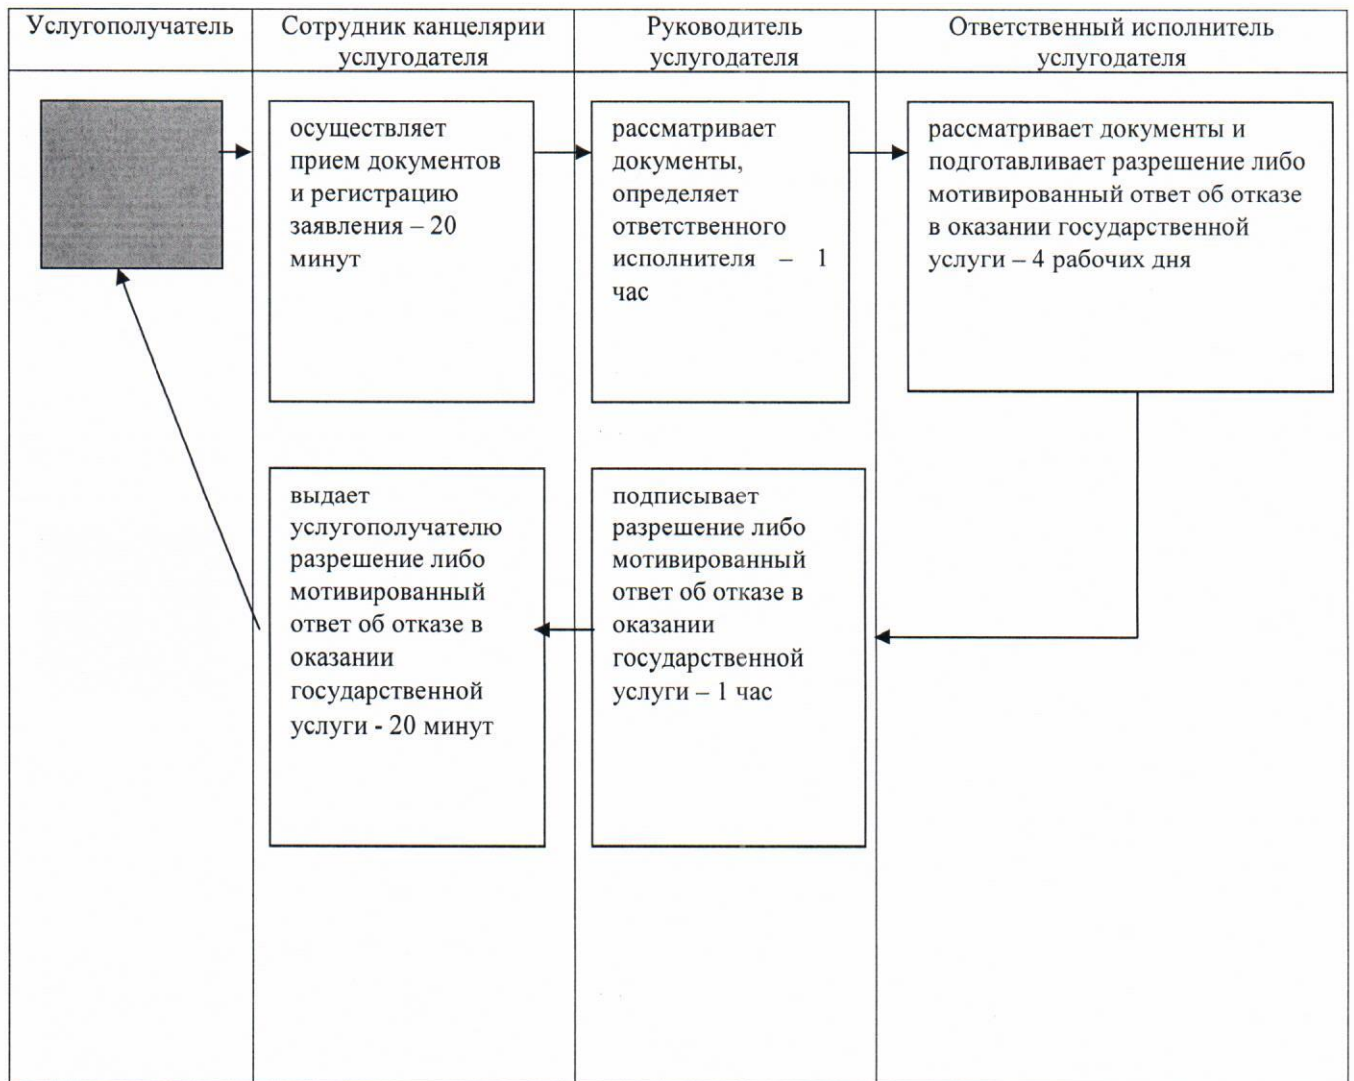 Услугополучатель
Сотрудник канцелярии
услугодателя
Руководитель
услугодателя
Ответственный исполнитель
услугодателя
осуществляет
прием документов
и регистрацию
заявления – 20
минут
рассматривает
документы,
определяет
ответственного
исполнителя – 1
час
рассматривает документы и
подготавливает разрешение либо
мотивированный ответ об отказе
в оказании государственной
услуги – 4 рабочих дня
выдает
услугополучателю
разрешение либо
мотивированный
ответ об отказе в
оказании
государственной
услуги - 20 минут
подписывает
разрешение либо
мотивированный
ответ об отказе в
оказании
государственной
услуги – 1 час